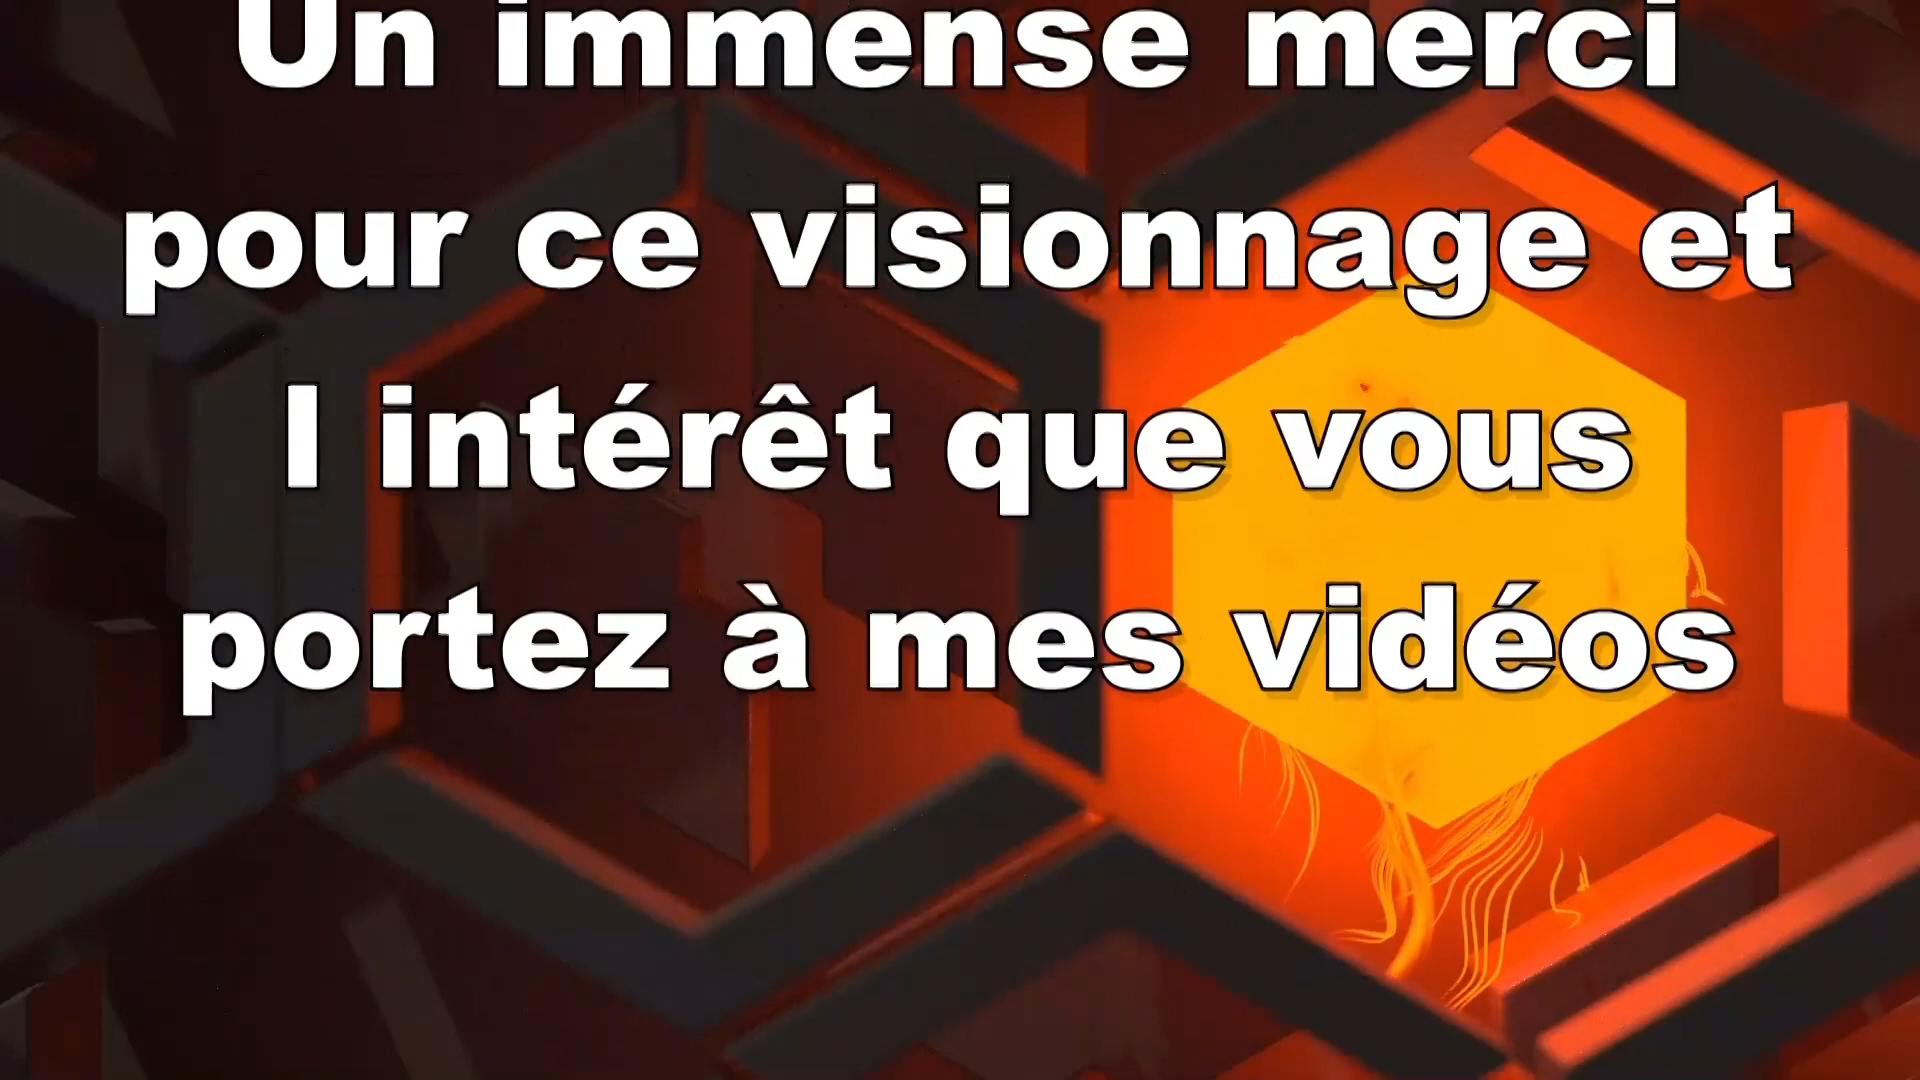 Un immense merci
pour ce visionnage et
l intérêt que vous
portez à mes vidéos